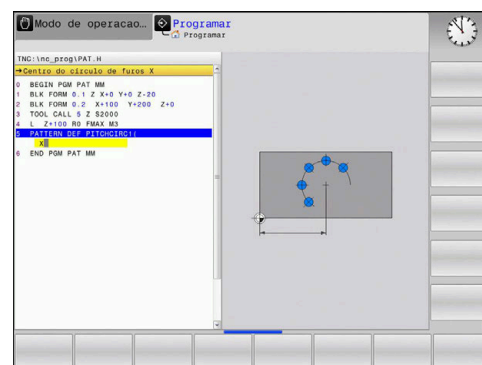 Modo de operacao...
Programar
Programar
TNC:\nc_prog\PAT.H
→Centro do círculo de furos X
0 BEGIN PGM PAT MM
1 BLK FORM 0.1 Z X+0 Y+0 Z-20
2 BLK FORM 0.2 X+100 Y+200 Z+0
3 TOOL CALL 5 Z S2000
4 L Z+100 R0 FMAX M3
5 PATTERN DEF PITCHCIRC1(
X
6 END PGM PAT MM